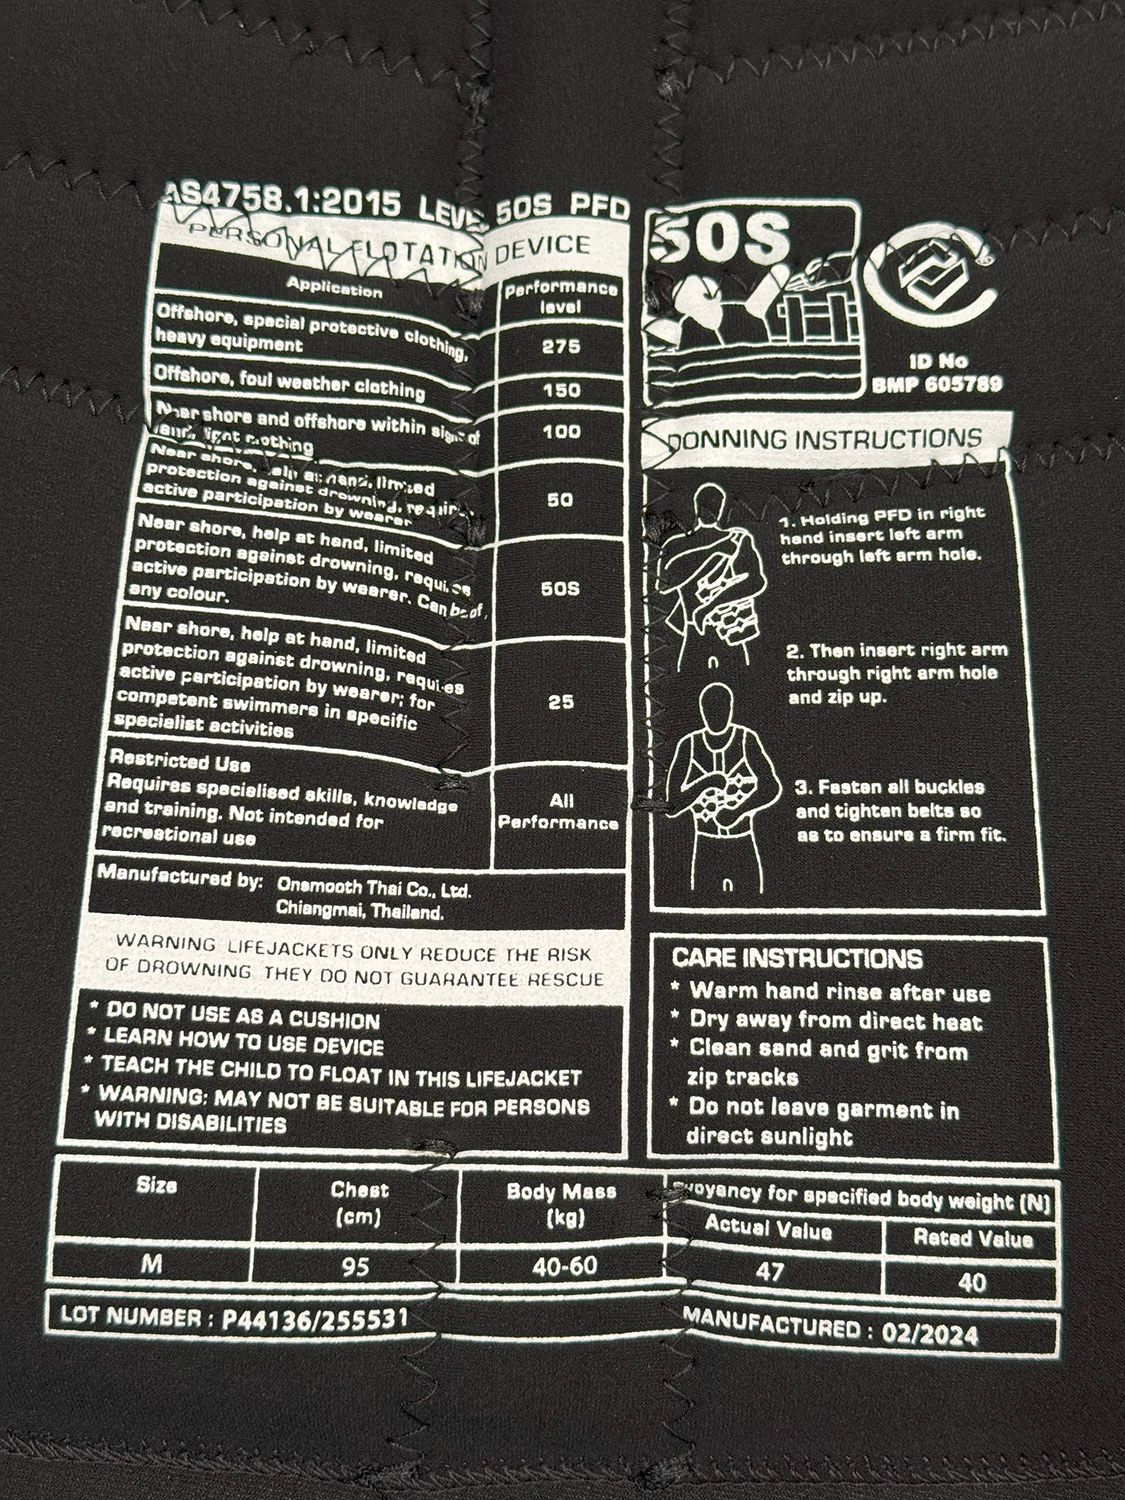 AS4758.1:2015 LEVE 50S PFD
PERSONAL FLOTATION DEVICE
Application
Performance
level
Offshore, special protective clothing,
heavy equipment
275
Offshore, foul weather clothing
150
Near shore and offshore within sight of
land, light clothing
100
Near shore, help at hand, limited
protection against drowning, requires
active participation by wearer
50
Near shore, help at hand, limited
protection against drowning, requires
active participation by wearer. Can be of
any colour.
50S
Near shore, help at hand, limited
protection against drowning, requires
active participation by wearer; for
competent swimmers in specific
specialist activities
25
Restricted Use
Requires specialised skills, knowledge
and training. Not intended for
recreational use
All
Performance
Manufactured by: Onsmooth Thai Co., Ltd.
Chiangmai, Thailand.
WARNING LIFEJACKETS ONLY REDUCE THE RISK
OF DROWNING THEY DO NOT GUARANTEE RESCUE
* DO NOT USE AS A CUSHION
* LEARN HOW TO USE DEVICE
* TEACH THE CHILD TO FLOAT IN THIS LIFEJACKET
* WARNING: MAY NOT BE SUITABLE FOR PERSONS
WITH DISABILITIES
50S
ID No
BMP 605789
DONNING INSTRUCTIONS
1. Holding PFD in right
hand insert left arm
through left arm hole.
2. Then insert right arm
through right arm hole
and zip up.
3. Fasten all buckles
and tighten belts so
as to ensure a firm fit.
CARE INSTRUCTIONS
* Warm hand rinse after use
* Dry away from direct heat
* Clean sand and grit from
zip tracks
* Do not leave garment in
direct sunlight
Size
Chest
(cm)
Body Mass
(kg)
Buoyancy for specified body weight (N)
Actual Value
Rated Value
M
95
40-60
47
40
LOT NUMBER : P44136/255531
MANUFACTURED : 02/2024